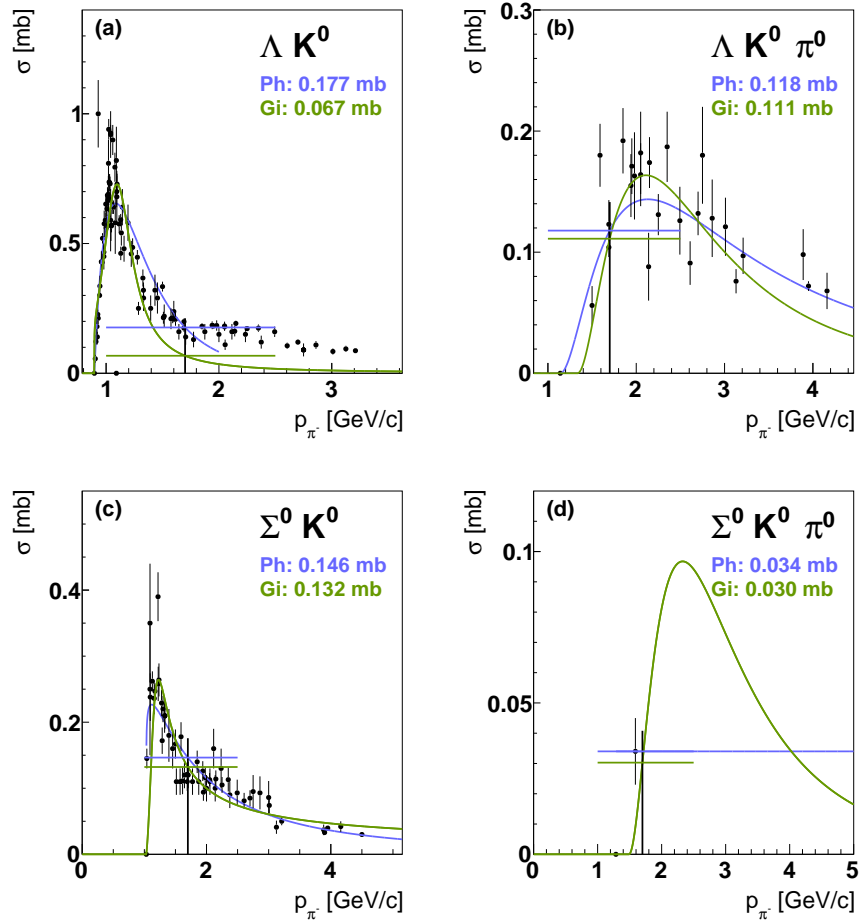 (a)
Λ K⁰
Ph: 0.177 mb
Gi: 0.067 mb
σ [mb]
1
0.5
0
1 2 3
p_π⁻ [GeV/c]
(b)
Λ K⁰ π⁰
Ph: 0.118 mb
Gi: 0.111 mb
σ [mb]
0.3
0.2
0.1
0
1 2 3 4
p_π⁻ [GeV/c]
(c)
Σ⁰ K⁰
Ph: 0.146 mb
Gi: 0.132 mb
σ [mb]
0.4
0.2
0
0 2 4
p_π⁻ [GeV/c]
(d)
Σ⁰ K⁰ π⁰
Ph: 0.034 mb
Gi: 0.030 mb
σ [mb]
0.1
0.05
0
0 1 2 3 4 5
p_π⁻ [GeV/c]